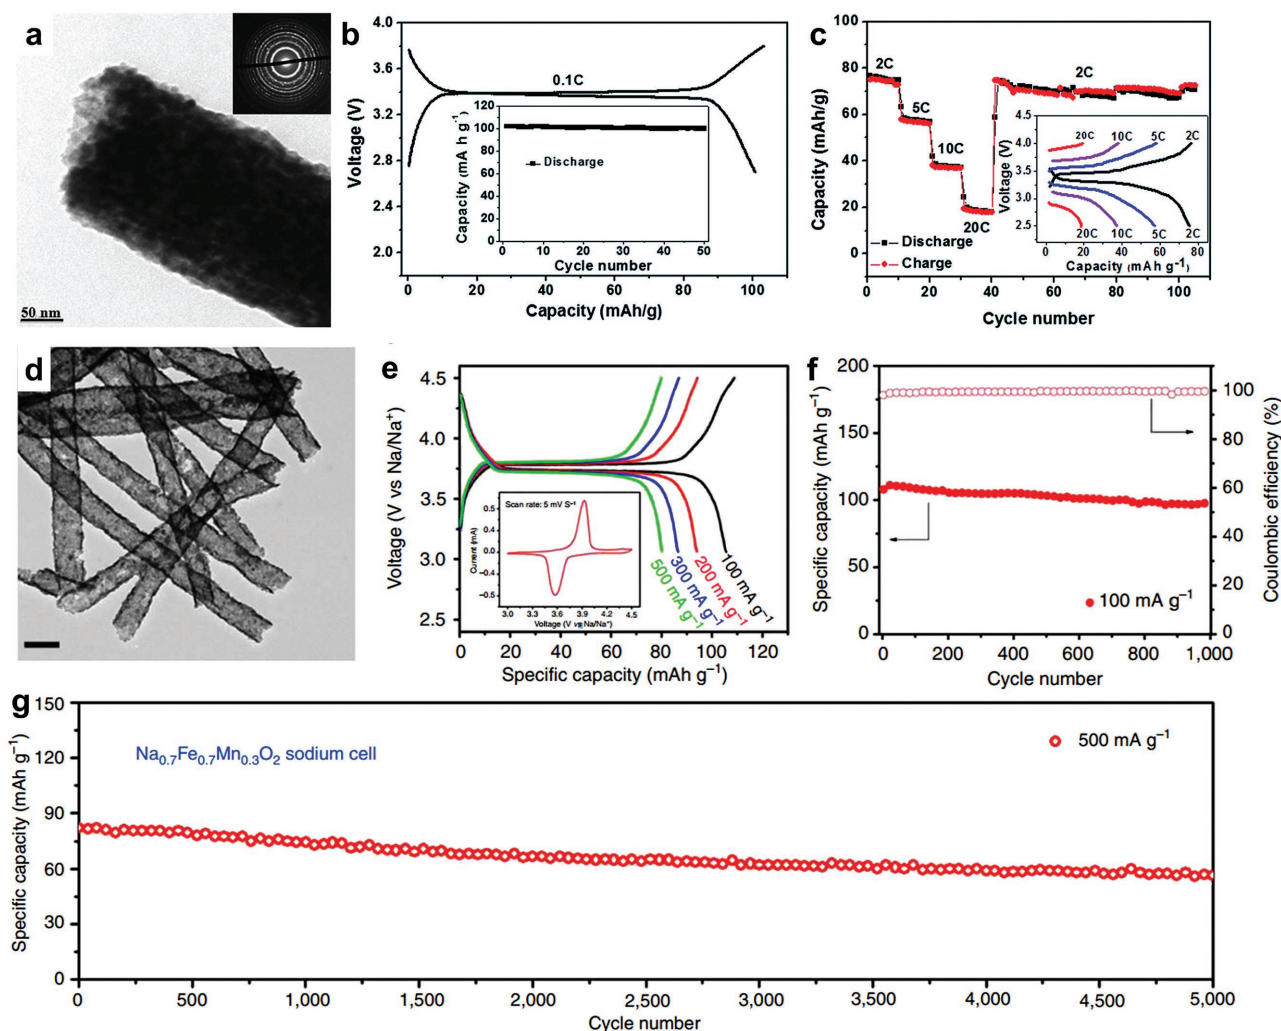 a
50 nm
b
4.0
3.6
3.2
2.8
2.4
2.0
Voltage (V)
0.1C
120
100
80
60
40
20
0
Capacity (mA h g⁻¹)
Discharge
0 10 20 30 40 50
Cycle number
0 20 40 60 80 100
Capacity (mAh/g)
c
100
80
60
40
20
0
Capacity (mAh/g)
2C
5C
10C
20C
2C
4.5
4.0
3.5
3.0
2.5
Voltage (V)
20C 10C 5C 2C
20C 10C 5C 2C
0 20 40 60 80
Capacity (mAh g⁻¹)
Discharge
Charge
0 20 40 60 80 100
Cycle number
d
e
4.5
4.0
3.5
3.0
2.5
Voltage (V vs Na/Na⁺)
Scan rate: 5 mV S⁻¹
0.5
0.4
0.0
−0.4
−0.5
Current (mA)
3.0 3.6 3.9 4.5
Voltage (V vs Na/Na⁺)
500 mA g⁻¹
300 mA g⁻¹
200 mA g⁻¹
100 mA g⁻¹
0 20 40 60 80 100 120
Specific capacity (mAh g⁻¹)
f
200
175
150
125
100
75
50
25
0
Specific capacity (mAh g⁻¹)
100
80
60
40
20
0
Coulombic efficiency (%)
100 mA g⁻¹
0 200 400 600 800 1,000
Cycle number
g
150
120
90
60
30
0
Specific capacity (mAh g⁻¹)
Na₀.₇Fe₀.₇Mn₀.₃O₂ sodium cell
500 mA g⁻¹
0 500 1,000 1,500 2,000 2,500 3,000 3,500 4,000 4,500 5,000
Cycle number